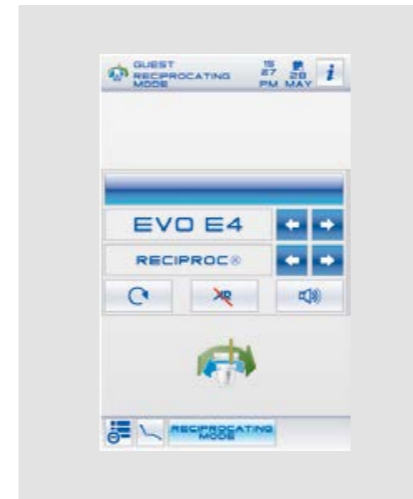 GUEST
RECIPROCATING
MODE
15
27
PM
28
MAY
i
EVO E4
RECIPROC®
RECIPROCATING
MODE